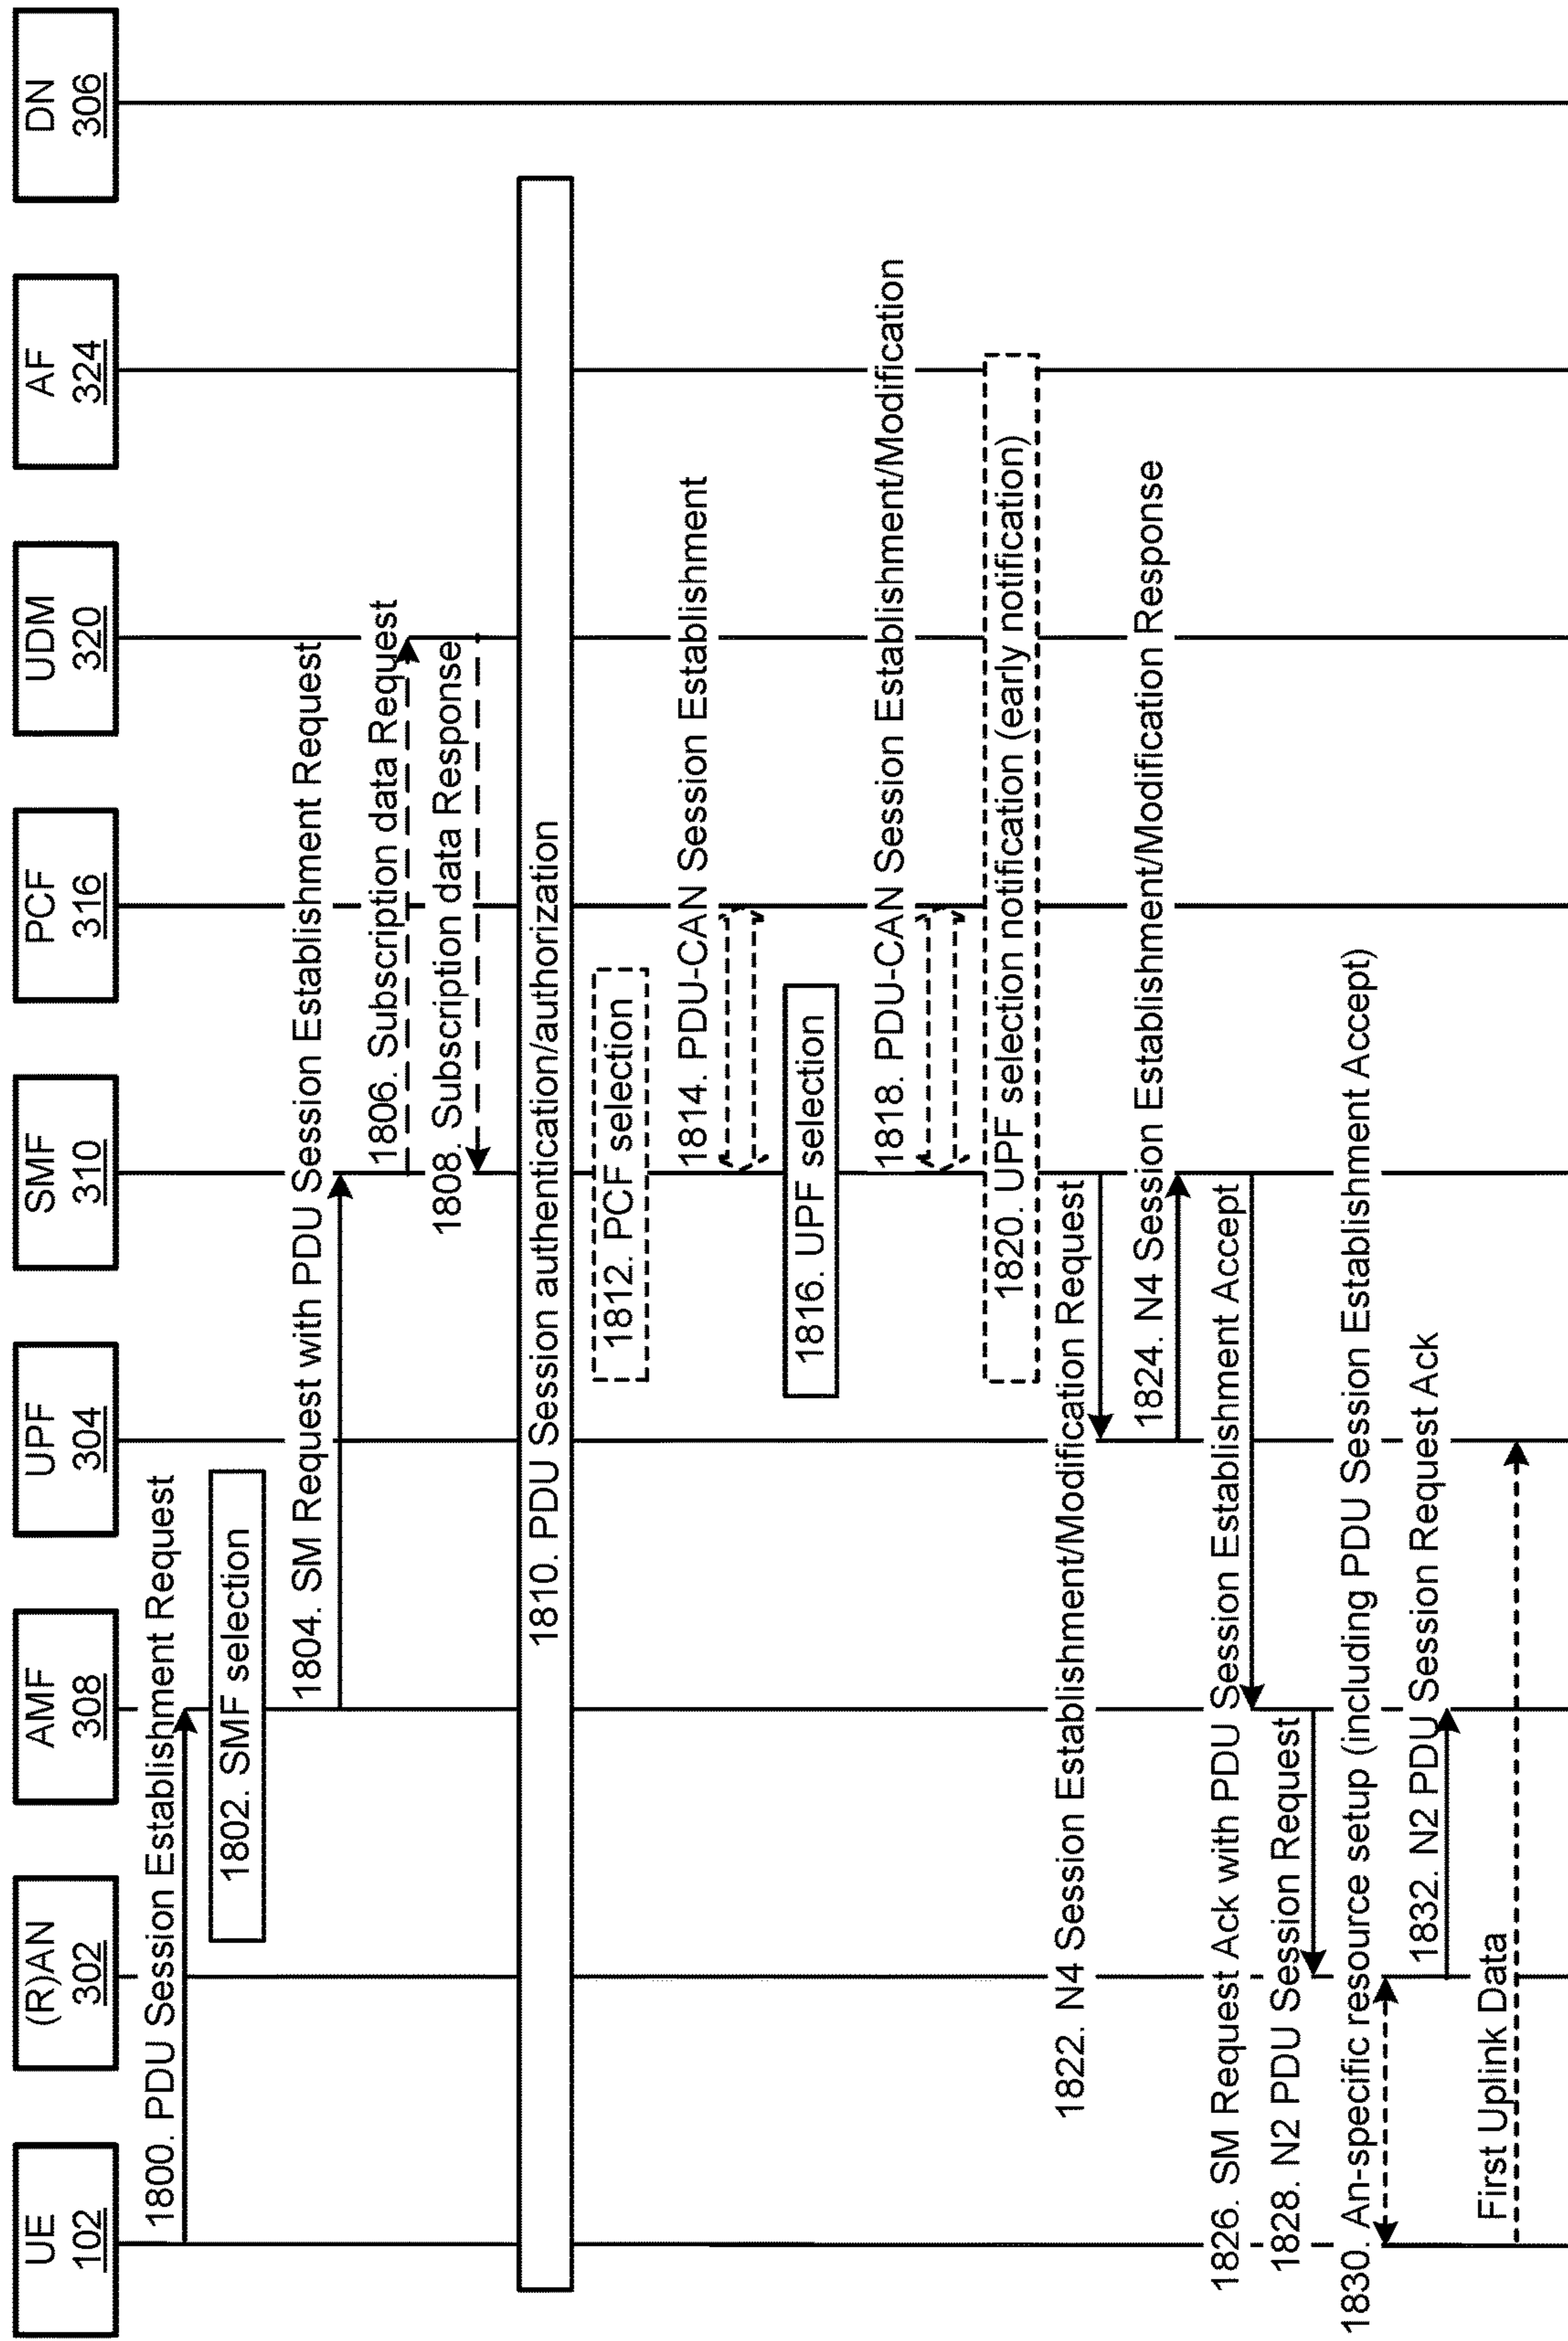 UE
102
(R)AN
302
AMF
308
UPF
304
SMF
310
PCF
316
UDM
320
AF
324
DN
306
1800. PDU Session Establishment Request
1802. SMF selection
1804. SM Request with PDU Session Establishment Request
1806. Subscription data Request
1808. Subscription data Response
1810. PDU Session authentication/authorization
1812. PCF selection
1814. PDU-CAN Session Establishment
1816. UPF selection
1818. PDU-CAN Session Establishment/Modification
1820. UPF selection notification (early notification)
1822. N4 Session Establishment/Modification Request
1824. N4 Session Establishment/Modification Response
1826. SM Request Ack with PDU Session Establishment Accept
1828. N2 PDU Session Request
1830. An-specific resource setup (including PDU Session Establishment Accept)
1832. N2 PDU Session Request Ack
First Uplink Data